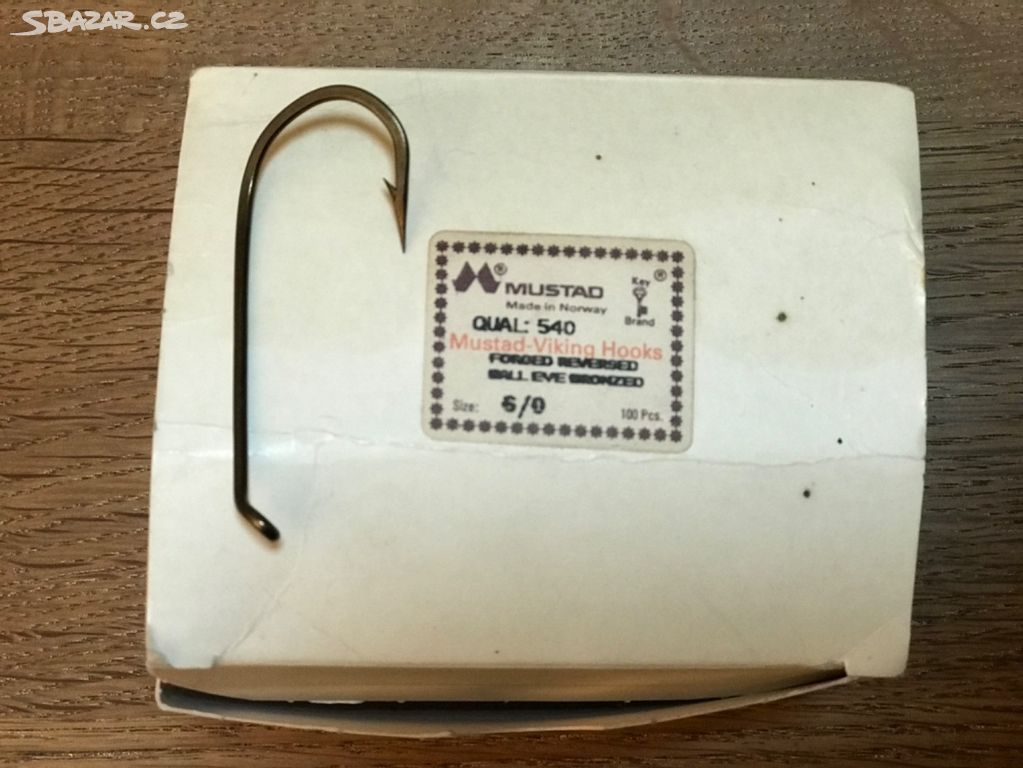 SBAZAR.CZ
MUSTAD
Made in Norway
Key ®
Brand
QUAL: 540
Mustad-Viking Hooks
FORGED REVERSED
BALL EYE BRONZED
Size: 6/0 100 Pcs.